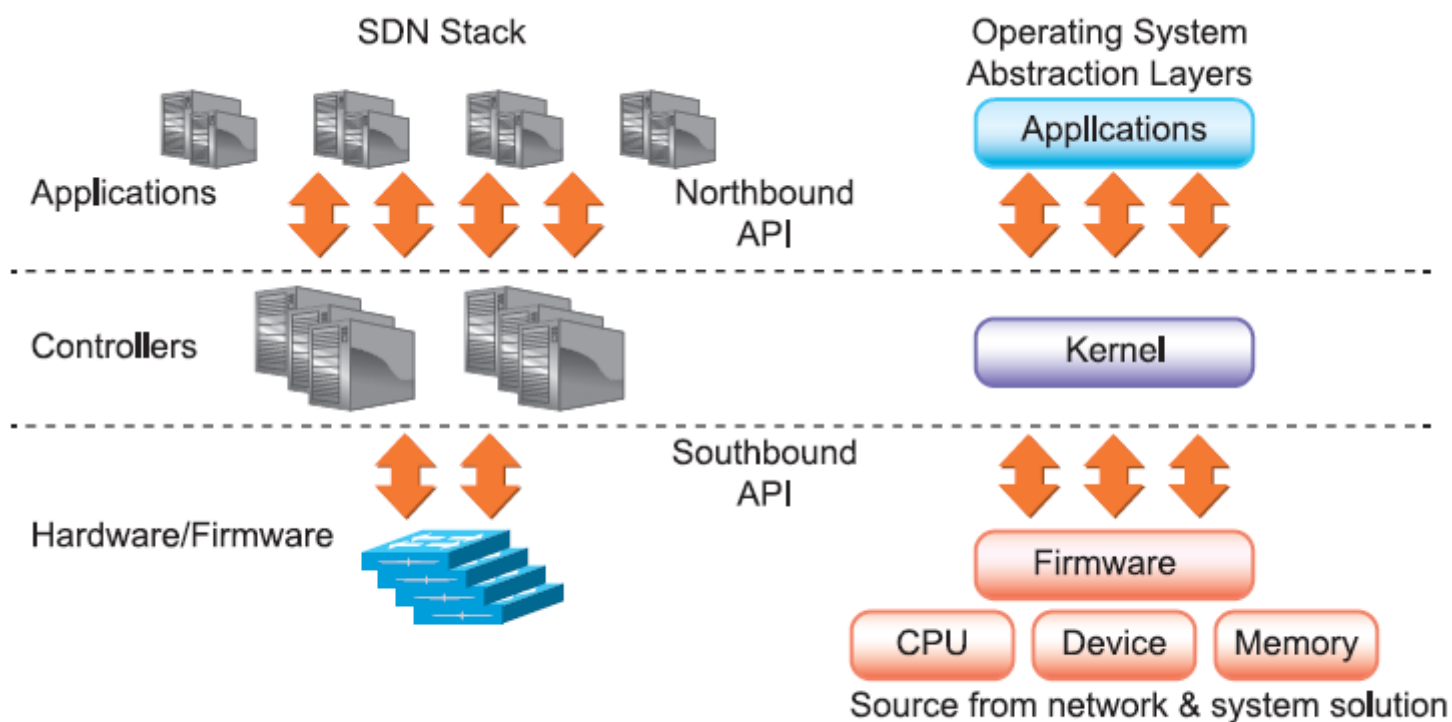 SDN Stack
Operating System
Abstraction Layers
Applications
Applications
Northbound
API
Controllers
Kernel
Southbound
API
Hardware/Firmware
Firmware
CPU
Device
Memory
Source from network & system solution